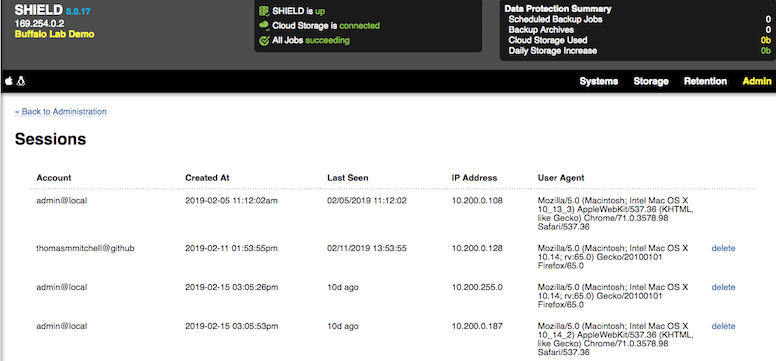 SHIELD 8.0.17
169.254.0.2
Buffalo Lab Demo
SHIELD is up
Cloud Storage is connected
All Jobs succeeding
Data Protection Summary
Scheduled Backup Jobs 0
Backup Archives 0
Cloud Storage Used 0b
Daily Storage Increase 0b
Systems Storage Retention Admin
« Back to Administration
Sessions
Account Created At Last Seen IP Address User Agent
admin@local 2019-02-05 11:12:02am 02/05/2019 11:12:02 10.200.0.108 Mozilla/5.0 (Macintosh; Intel Mac OS X
10_13_3) AppleWebKit/537.36 (KHTML,
like Gecko) Chrome/71.0.3578.98
Safari/537.36
thomasmmitchell@github 2019-02-11 01:53:55pm 02/11/2019 13:53:55 10.200.0.128 Mozilla/5.0 (Macintosh; Intel Mac OS X delete
10.14; rv:65.0) Gecko/20100101
Firefox/65.0
admin@local 2019-02-15 03:05:26pm 10d ago 10.200.255.0 Mozilla/5.0 (Macintosh; Intel Mac OS X delete
10.14; rv:65.0) Gecko/20100101
Firefox/65.0
admin@local 2019-02-15 03:05:53pm 10d ago 10.200.0.187 Mozilla/5.0 (Macintosh; Intel Mac OS X delete
10_14_2) AppleWebKit/537.36 (KHTML,
like Gecko) Chrome/71.0.3578.98
Safari/537.36